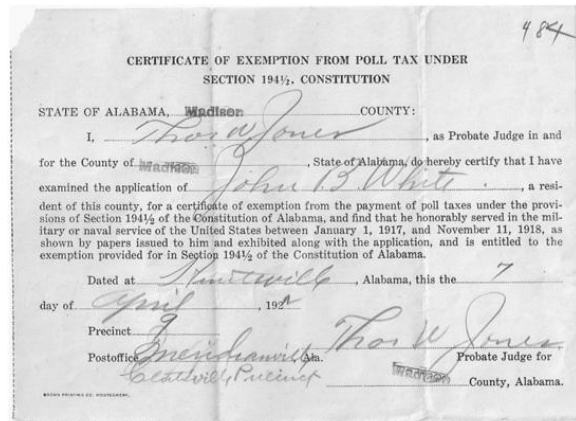 484
CERTIFICATE OF EXEMPTION FROM POLL TAX UNDER
SECTION 194½, CONSTITUTION
STATE OF ALABAMA, Madison COUNTY:
I, Thos W Jones, as Probate Judge in and
for the County of Madison, State of Alabama, do hereby certify that I have
examined the application of John B. White, a resi-
dent of this county, for a certificate of exemption from the payment of poll taxes under the provi-
sions of Section 194½ of the Constitution of Alabama, and find that he honorably served in the mil-
itary or naval service of the United States between January 1, 1917, and November 11, 1918, as
shown by papers issued to him and exhibited along with the application, and is entitled to the
exemption provided for in Section 194½ of the Constitution of Alabama.
Dated at Huntsville, Alabama, this the 7
day of April, 192
Precinct 9 Thos W Jones
Postoffice Meridianville, Ala. Probate Judge for
Precinct Madison County, Alabama.
BROWN PRINTING CO. MONTGOMERY.